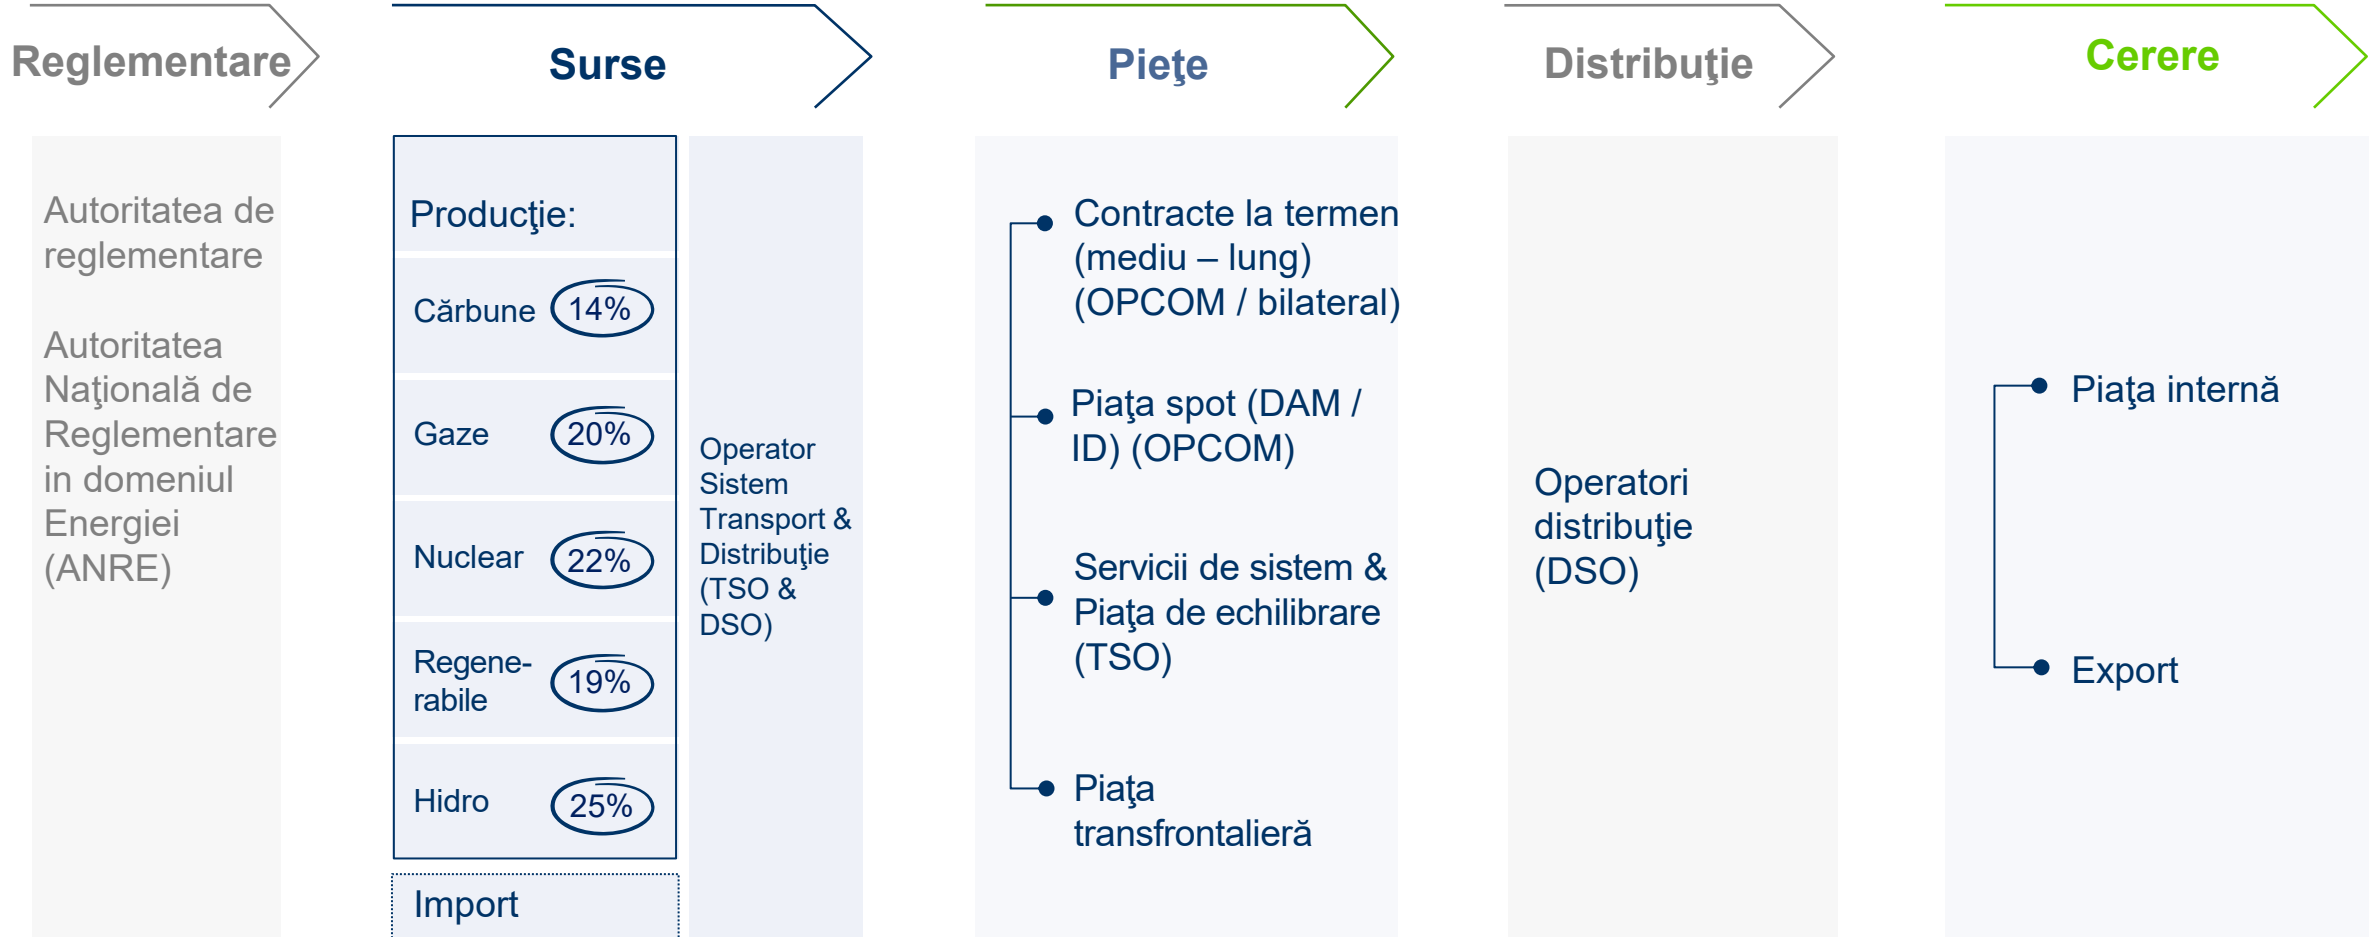 Reglementare
Surse
Pieţe
Distribuţie
Cerere
Autoritatea de
reglementare
Autoritatea
Naţională de
Reglementare
in domeniul
Energiei
(ANRE)
Producţie:
Cărbune 14%
Gaze 20%
Nuclear 22%
Regene-
rabile
19%
Hidro 25%
Import
Operator
Sistem
Transport &
Distribuţie
(TSO &
DSO)
Contracte la termen
(mediu – lung)
(OPCOM / bilateral)
Piaţa spot (DAM /
ID) (OPCOM)
Servicii de sistem &
Piaţa de echilibrare
(TSO)
Piaţa
transfrontalieră
Operatori
distribuţie
(DSO)
Piaţa internă
Export